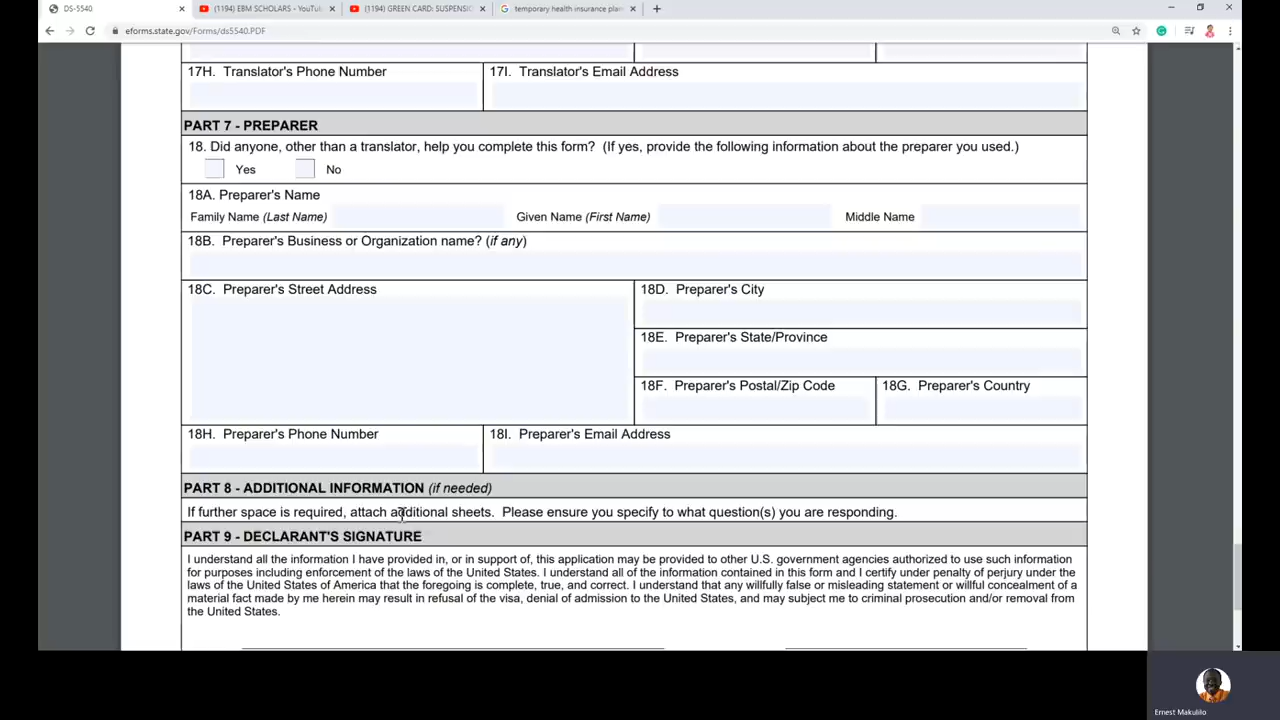 DS-5540
(1194) EBM SCHOLARS - YouTu
(1194) GREEN CARD: SUSPENSI
temporary health insurance plan
eforms.state.gov/Forms/ds5540.PDF
17H. Translator's Phone Number
17I. Translator's Email Address
PART 7 - PREPARER
18. Did anyone, other than a translator, help you complete this form? (If yes, provide the following information about the preparer you used.)
Yes No
18A. Preparer's Name
Family Name (Last Name) Given Name (First Name) Middle Name
18B. Preparer's Business or Organization name? (if any)
18C. Preparer's Street Address
18D. Preparer's City
18E. Preparer's State/Province
18F. Preparer's Postal/Zip Code
18G. Preparer's Country
18H. Preparer's Phone Number
18I. Preparer's Email Address
PART 8 - ADDITIONAL INFORMATION (if needed)
If further space is required, attach additional sheets. Please ensure you specify to what question(s) you are responding.
PART 9 - DECLARANT'S SIGNATURE
I understand all the information I have provided in, or in support of, this application may be provided to other U.S. government agencies authorized to use such information
for purposes including enforcement of the laws of the United States. I understand all of the information contained in this form and I certify under penalty of perjury under the
laws of the United States of America that the foregoing is complete, true, and correct. I understand that any willfully false or misleading statement or willful concealment of a
material fact made by me herein may result in refusal of the visa, denial of admission to the United States, and may subject me to criminal prosecution and/or removal from
the United States.
Ernest Makulilo